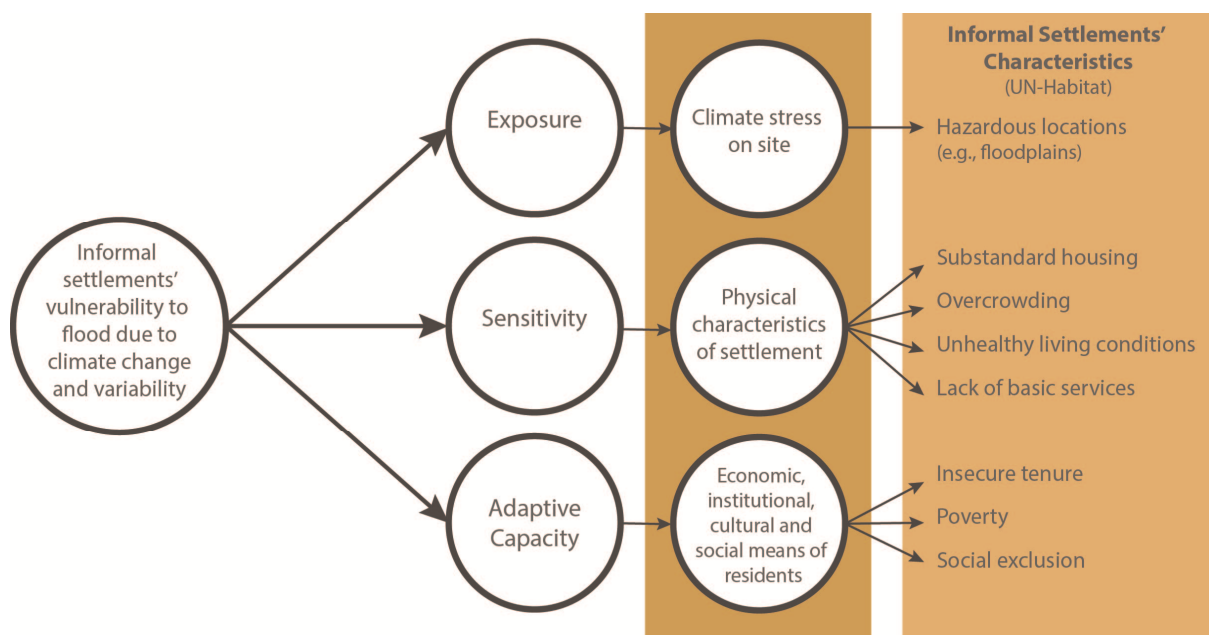 Informal
settlements'
vulnerability to
flood due to
climate change
and variability
Exposure
Sensitivity
Adaptive
Capacity
Climate stress
on site
Physical
characteristics
of settlement
Economic,
institutional,
cultural and
social means of
residents
Informal Settlements'
Characteristics
(UN-Habitat)
Hazardous locations
(e.g., floodplains)
Substandard housing
Overcrowding
Unhealthy living conditions
Lack of basic services
Insecure tenure
Poverty
Social exclusion